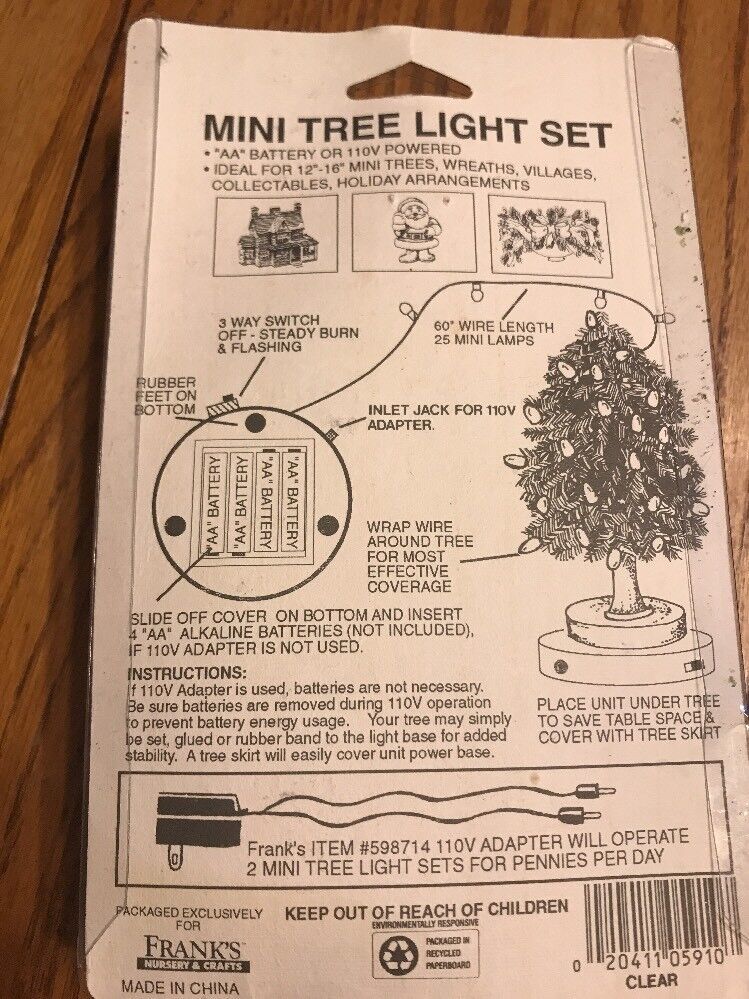 MINI TREE LIGHT SET
• "AA" BATTERY OR 110V POWERED
• IDEAL FOR 12"-16" MINI TREES, WREATHS, VILLAGES,
COLLECTABLES, HOLIDAY ARRANGEMENTS
3 WAY SWITCH
OFF - STEADY BURN
& FLASHING
60" WIRE LENGTH
25 MINI LAMPS
RUBBER
FEET ON
BOTTOM
INLET JACK FOR 110V
ADAPTER.
"AA" BATTERY
"AA" BATTERY
"AA" BATTERY
"AA" BATTERY
WRAP WIRE
AROUND TREE
FOR MOST
EFFECTIVE
COVERAGE
SLIDE OFF COVER ON BOTTOM AND INSERT
4 "AA" ALKALINE BATTERIES (NOT INCLUDED),
IF 110V ADAPTER IS NOT USED.
INSTRUCTIONS:
If 110V Adapter is used, batteries are not necessary.
Be sure batteries are removed during 110V operation
to prevent battery energy usage. Your tree may simply
be set, glued or rubber band to the light base for added
stability. A tree skirt will easily cover unit power base.
PLACE UNIT UNDER TREE
TO SAVE TABLE SPACE &
COVER WITH TREE SKIRT
Frank's ITEM #598714 110V ADAPTER WILL OPERATE
2 MINI TREE LIGHT SETS FOR PENNIES PER DAY
PACKAGED EXCLUSIVELY
FOR
FRANK'S
NURSERY & CRAFTS
MADE IN CHINA
KEEP OUT OF REACH OF CHILDREN
ENVIRONMENTALLY RESPONSIVE
PACKAGED IN
RECYCLED
PAPERBOARD
0 20411 05910
CLEAR